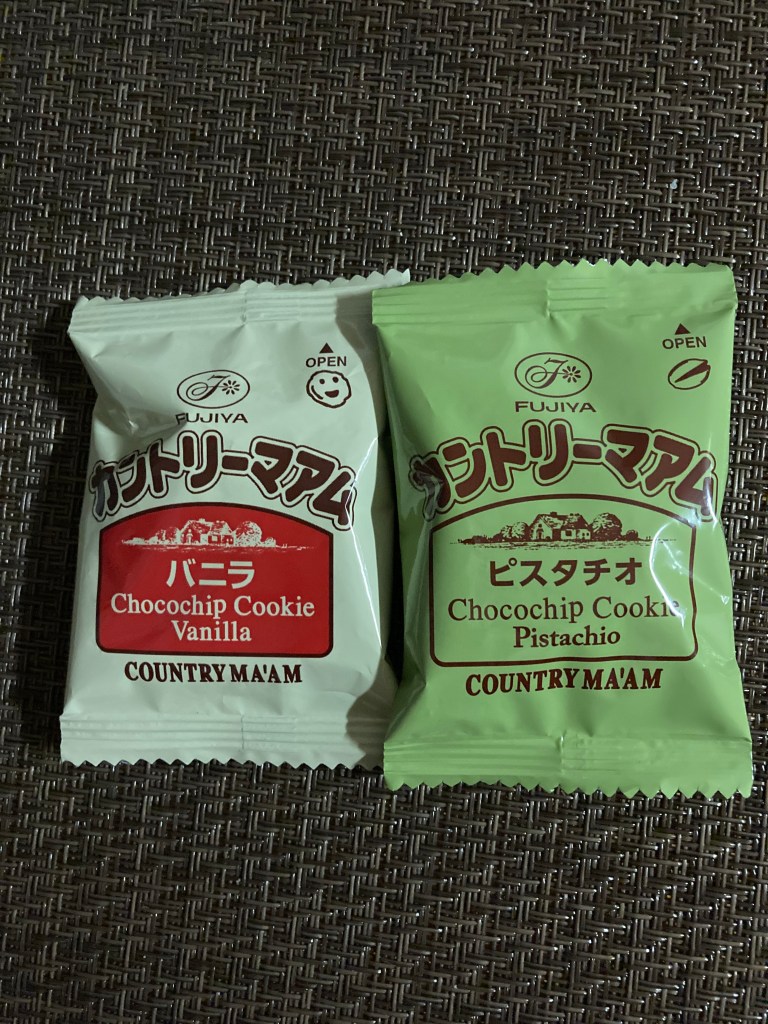 OPEN
FUJIYA
カントリーマアム
バニラ
Chocochip Cookie
Vanilla
COUNTRY MA'AM
OPEN
FUJIYA
カントリーマアム
ピスタチオ
Chocochip Cookie
Pistachio
COUNTRY MA'AM